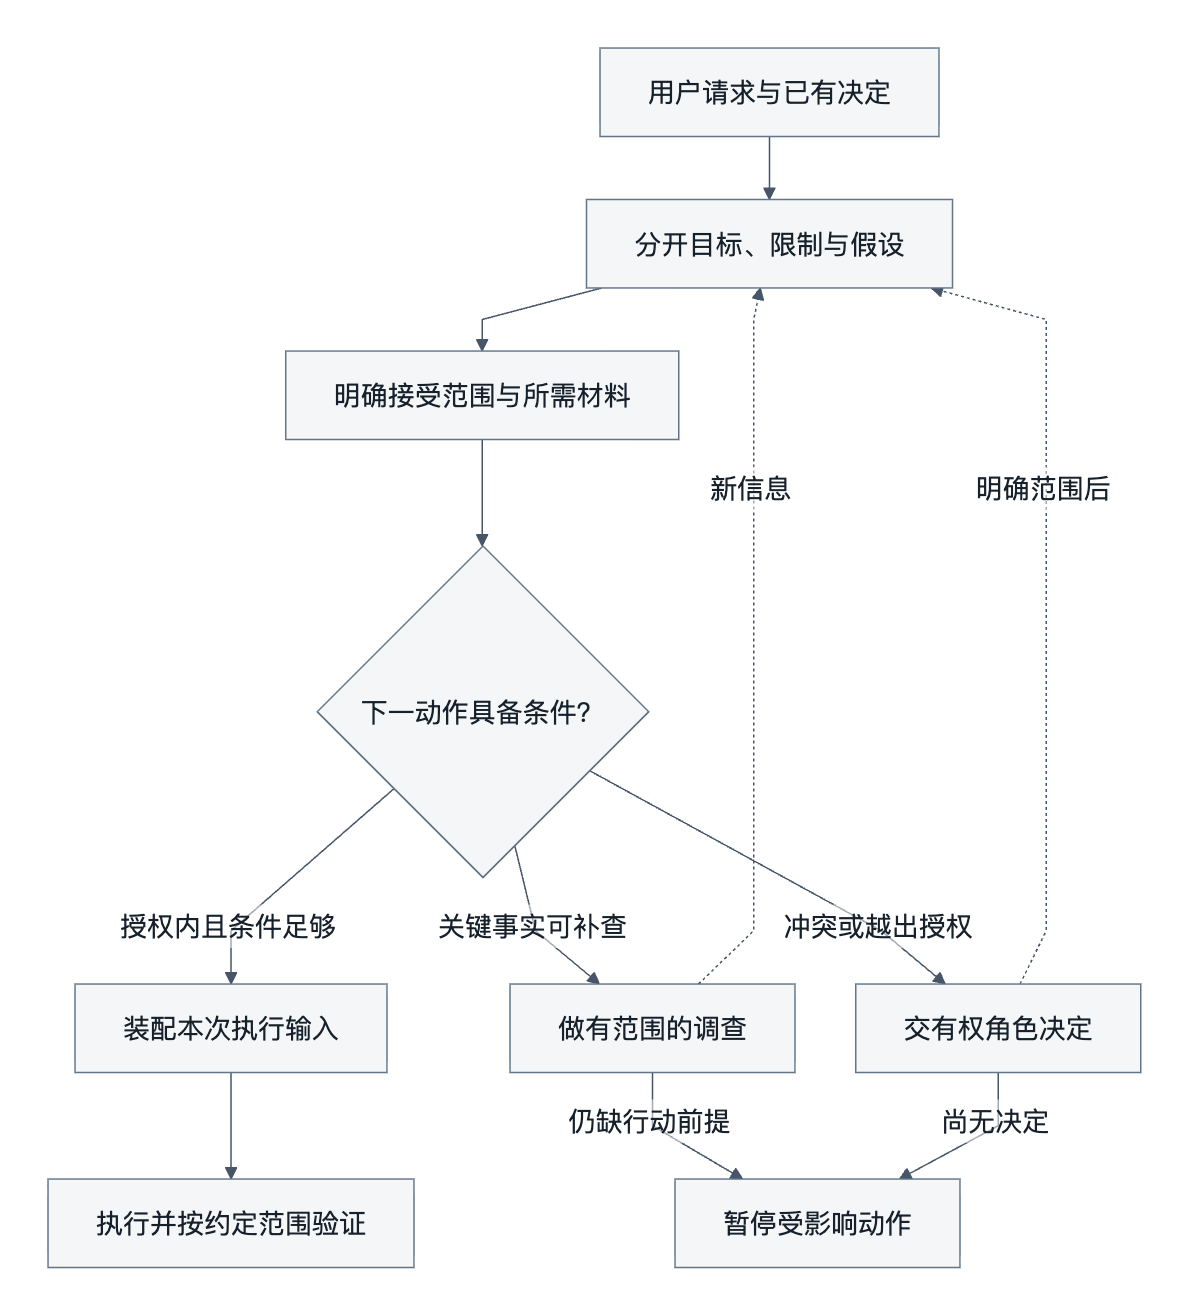 用户请求与已有决定
分开目标、限制与假设
明确接受范围与所需材料
新信息
明确范围后
下一动作具备条件?
授权内且条件足够
关键事实可补查
冲突或越出授权
装配本次执行输入
做有范围的调查
交有权角色决定
仍缺行动前提
尚无决定
执行并按约定范围验证
暂停受影响动作